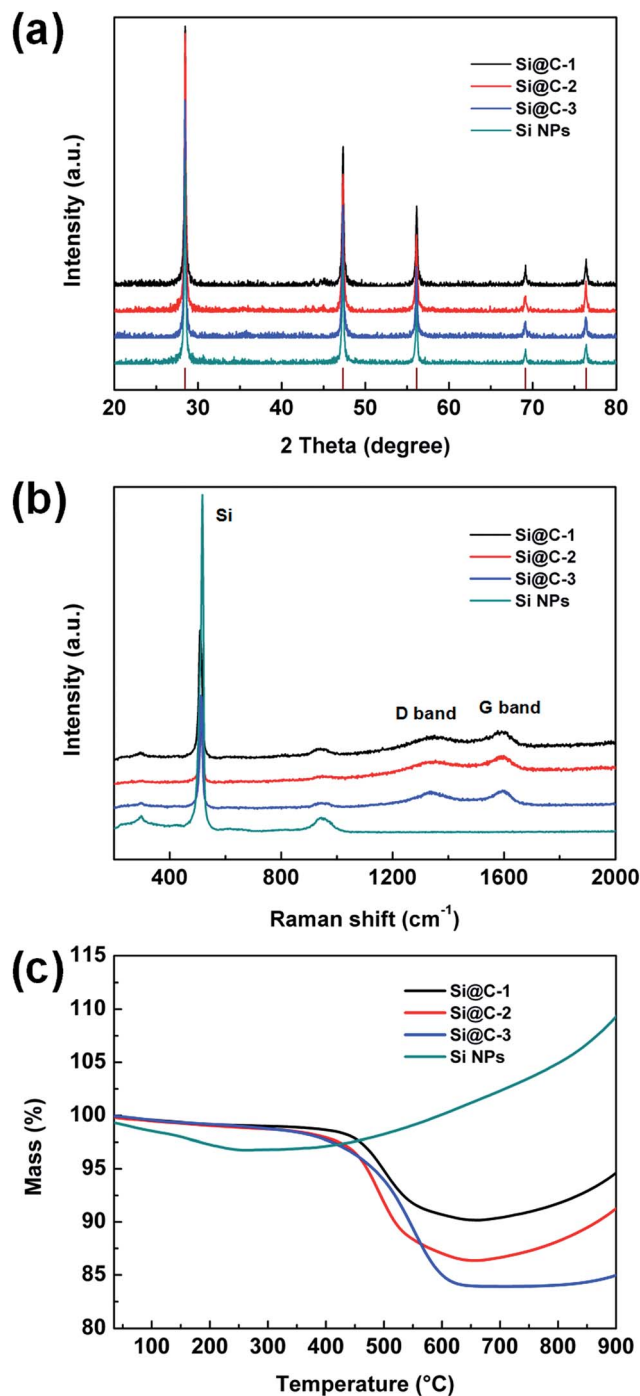 (a)
Si@C-1
Si@C-2
Si@C-3
Si NPs
Intensity (a.u.)
20 30 40 50 60 70 80
2 Theta (degree)
(b)
Si
Si@C-1
Si@C-2
Si@C-3
Si NPs
D band
G band
Intensity (a.u.)
400 800 1200 1600 2000
Raman shift (cm⁻¹)
(c)
115
110
105
100
95
90
85
80
Si@C-1
Si@C-2
Si@C-3
Si NPs
Mass (%)
100 200 300 400 500 600 700 800 900
Temperature (°C)